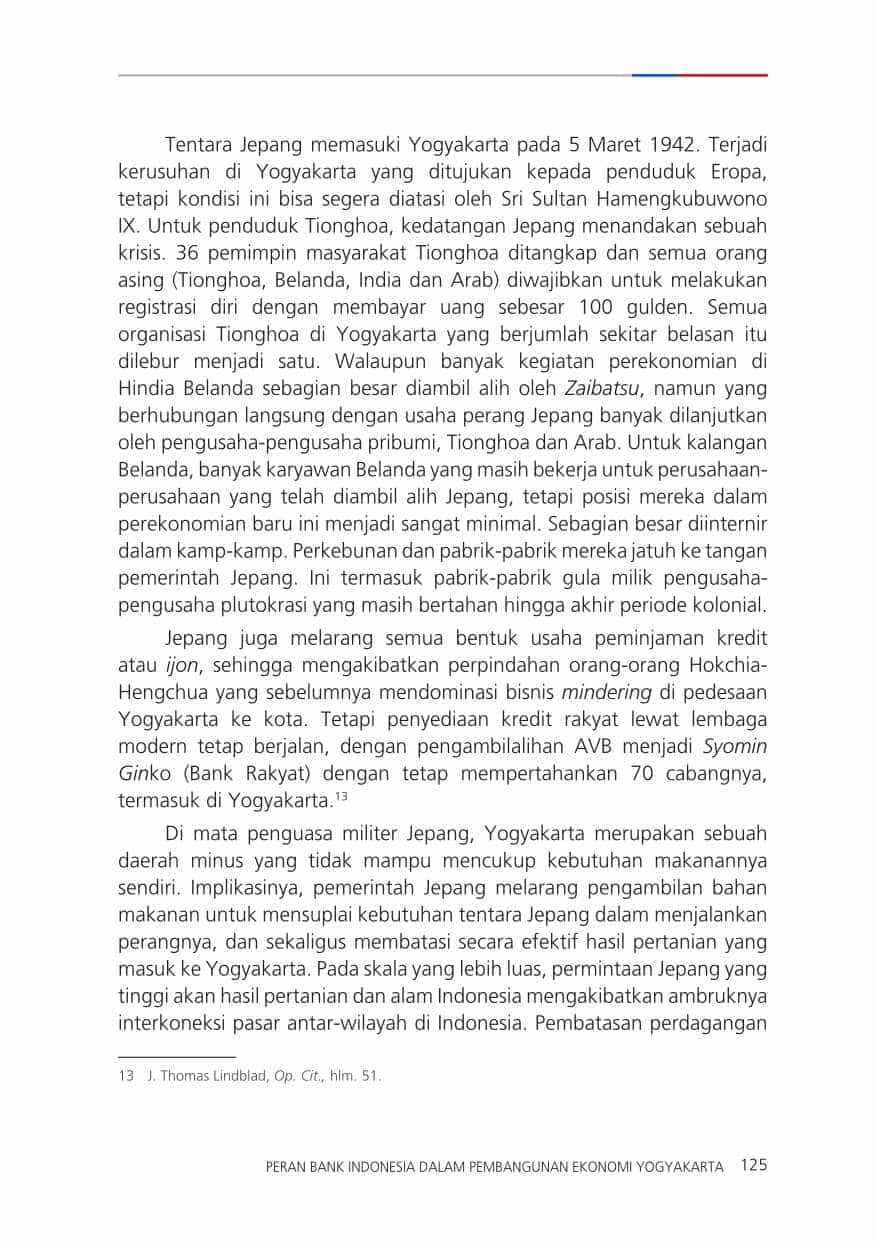 Tentara Jepang memasuki Yogyakarta pada 5 Maret 1942. Terjadi
kerusuhan di Yogyakarta yang ditujukan kepada penduduk Eropa,
tetapi kondisi ini bisa segera diatasi oleh Sri Sultan Hamengkubuwono
IX. Untuk penduduk Tionghoa, kedatangan Jepang menandakan sebuah
krisis. 36 pemimpin masyarakat Tionghoa ditangkap dan semua orang
asing (Tionghoa, Belanda, India dan Arab) diwajibkan untuk melakukan
registrasi diri dengan membayar uang sebesar 100 gulden. Semua
organisasi Tionghoa di Yogyakarta yang berjumlah sekitar belasan itu
dilebur menjadi satu. Walaupun banyak kegiatan perekonomian di
Hindia Belanda sebagian besar diambil alih oleh Zaibatsu, namun yang
berhubungan langsung dengan usaha perang Jepang banyak dilanjutkan
oleh pengusaha-pengusaha pribumi, Tionghoa dan Arab. Untuk kalangan
Belanda, banyak karyawan Belanda yang masih bekerja untuk perusahaan-
perusahaan yang telah diambil alih Jepang, tetapi posisi mereka dalam
perekonomian baru ini menjadi sangat minimal. Sebagian besar diinternir
dalam kamp-kamp. Perkebunan dan pabrik-pabrik mereka jatuh ke tangan
pemerintah Jepang. Ini termasuk pabrik-pabrik gula milik pengusaha-
pengusaha plutokrasi yang masih bertahan hingga akhir periode kolonial.
Jepang juga melarang semua bentuk usaha peminjaman kredit
atau ijon, sehingga mengakibatkan perpindahan orang-orang Hokchia-
Hengchua yang sebelumnya mendominasi bisnis mindering di pedesaan
Yogyakarta ke kota. Tetapi penyediaan kredit rakyat lewat lembaga
modern tetap berjalan, dengan pengambilalihan AVB menjadi Syomin
Ginko (Bank Rakyat) dengan tetap mempertahankan 70 cabangnya,
termasuk di Yogyakarta.13
Di mata penguasa militer Jepang, Yogyakarta merupakan sebuah
daerah minus yang tidak mampu mencukup kebutuhan makanannya
sendiri. Implikasinya, pemerintah Jepang melarang pengambilan bahan
makanan untuk mensuplai kebutuhan tentara Jepang dalam menjalankan
perangnya, dan sekaligus membatasi secara efektif hasil pertanian yang
masuk ke Yogyakarta. Pada skala yang lebih luas, permintaan Jepang yang
tinggi akan hasil pertanian dan alam Indonesia mengakibatkan ambruknya
interkoneksi pasar antar-wilayah di Indonesia. Pembatasan perdagangan
13 J. Thomas Lindblad, Op. Cit., hlm. 51.
PERAN BANK INDONESIA DALAM PEMBANGUNAN EKONOMI YOGYAKARTA 125